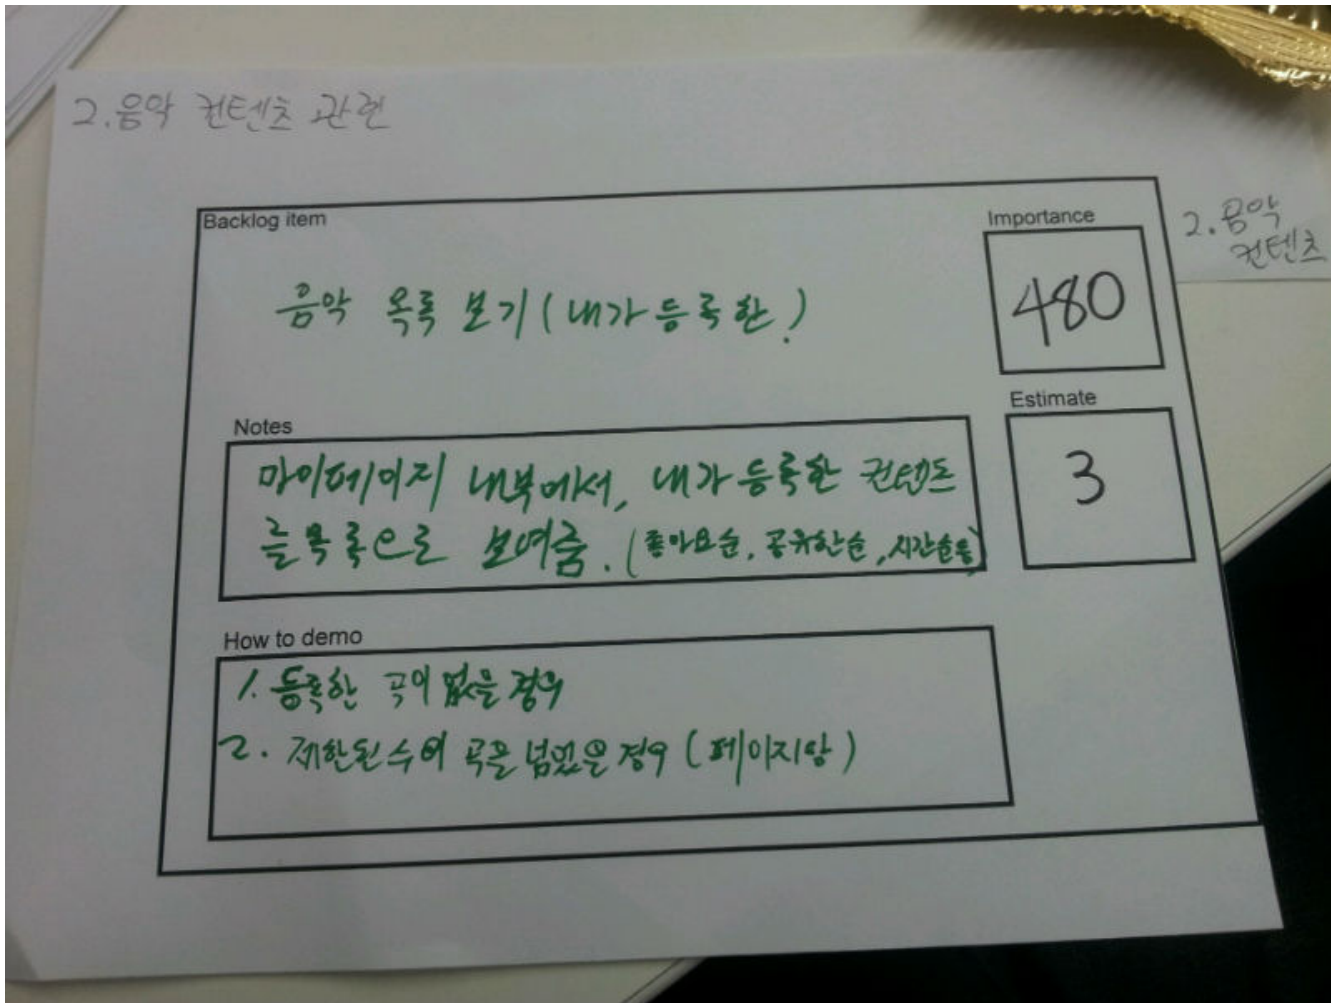 2. 음악 컨텐츠 관련
Backlog item
Importance
2. 음악
컨텐츠
음악 목록 보기 (내가 등록한)
480
Estimate
3
Notes
마이페이지 내부에서, 내가 등록한 컨텐츠
를 목록으로 보여줌. (좋아요순, 공유한순, 시간순등)
How to demo
1. 등록한 곡이 없을 경우
2. 제한된 수의 곡을 넘었을 경우 (페이지당)